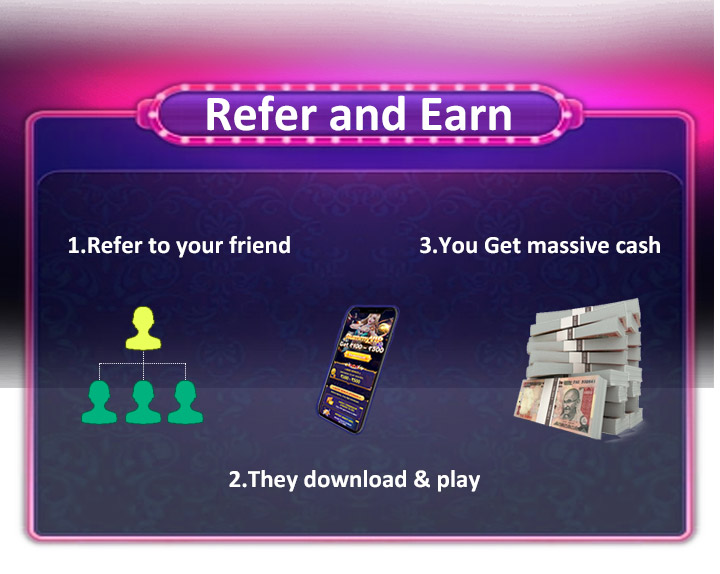 Refer and Earn
1.Refer to your friend
3.You Get massive cash
Get ₹100 - ₹300
2.They download & play